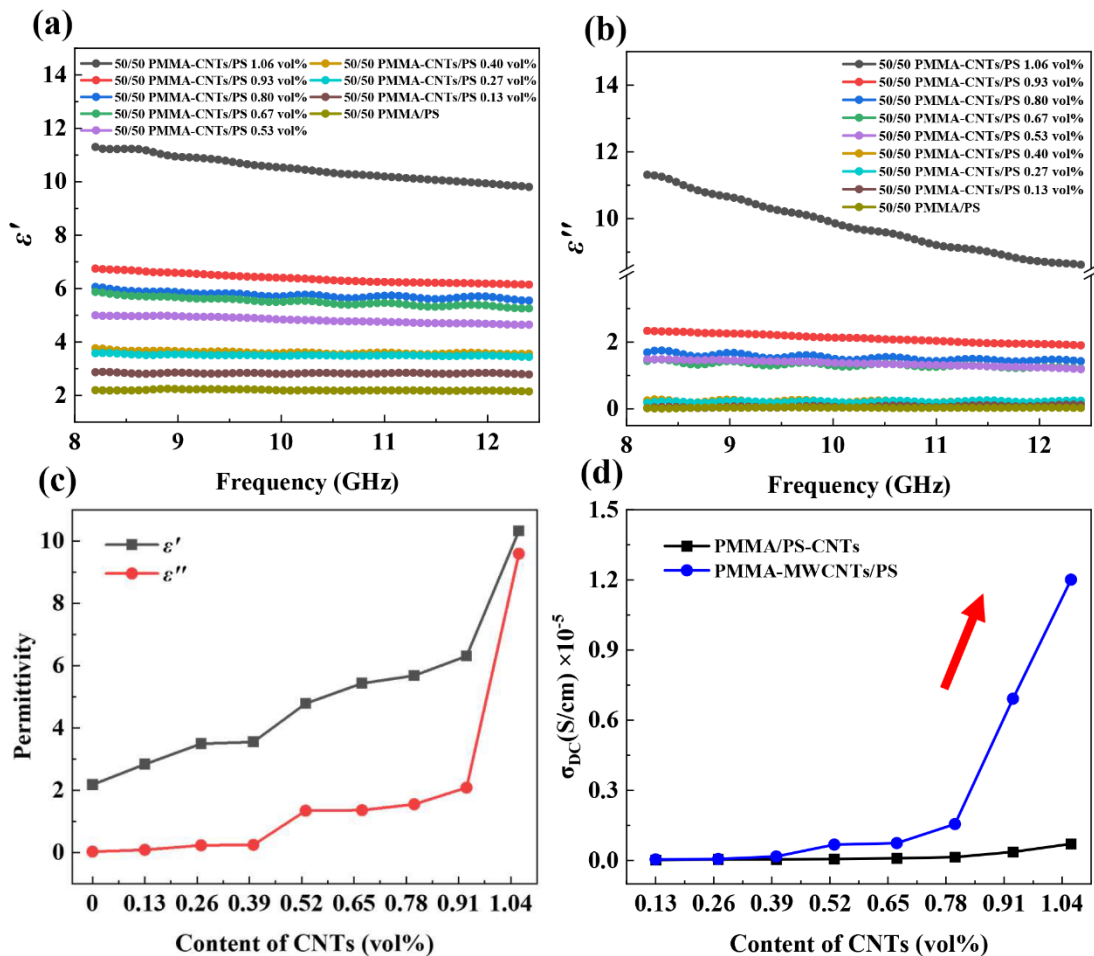 (a)
50/50 PMMA-CNTs/PS 1.06 vol%
50/50 PMMA-CNTs/PS 0.93 vol%
50/50 PMMA-CNTs/PS 0.80 vol%
50/50 PMMA-CNTs/PS 0.67 vol%
50/50 PMMA-CNTs/PS 0.53 vol%
50/50 PMMA-CNTs/PS 0.40 vol%
50/50 PMMA-CNTs/PS 0.27 vol%
50/50 PMMA-CNTs/PS 0.13 vol%
50/50 PMMA/PS
14
12
10
8
6
4
2
ε′
8 9 10 11 12
Frequency (GHz)
(b)
50/50 PMMA-CNTs/PS 1.06 vol%
50/50 PMMA-CNTs/PS 0.93 vol%
50/50 PMMA-CNTs/PS 0.80 vol%
50/50 PMMA-CNTs/PS 0.67 vol%
50/50 PMMA-CNTs/PS 0.53 vol%
50/50 PMMA-CNTs/PS 0.40 vol%
50/50 PMMA-CNTs/PS 0.27 vol%
50/50 PMMA-CNTs/PS 0.13 vol%
50/50 PMMA/PS
14
12
10
2
0
ε″
8 9 10 11 12
Frequency (GHz)
(c)
ε′
ε″
10
8
6
4
2
0
Permittivity
0 0.13 0.26 0.39 0.52 0.65 0.78 0.91 1.04
Content of CNTs (vol%)
(d)
PMMA/PS-CNTs
PMMA-MWCNTs/PS
1.5
1.2
0.9
0.6
0.3
0.0
σDC(S/cm) ×10⁻⁵
0.13 0.26 0.39 0.52 0.65 0.78 0.91 1.04
Content of CNTs (vol%)